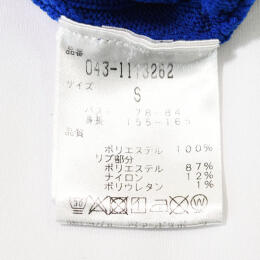 品番
043-1113262
サイズ
S
バスト 78-84
身長 155-165
品質
ポリエステル 100%
リブ部分
ポリエステル 87%
ナイロン 12%
ポリウレタン 1%